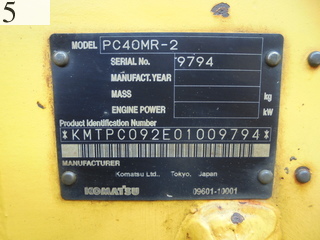 5
MODEL PC40MR-2
SERIAL No. 9794
MANUFACT.YEAR
MASS kg
ENGINE POWER kW
Product Identification Number
*KMTPC092E01009794*
MANUFACTURER
Komatsu Ltd., Tokyo, Japan
KOMATSU 09601-10001